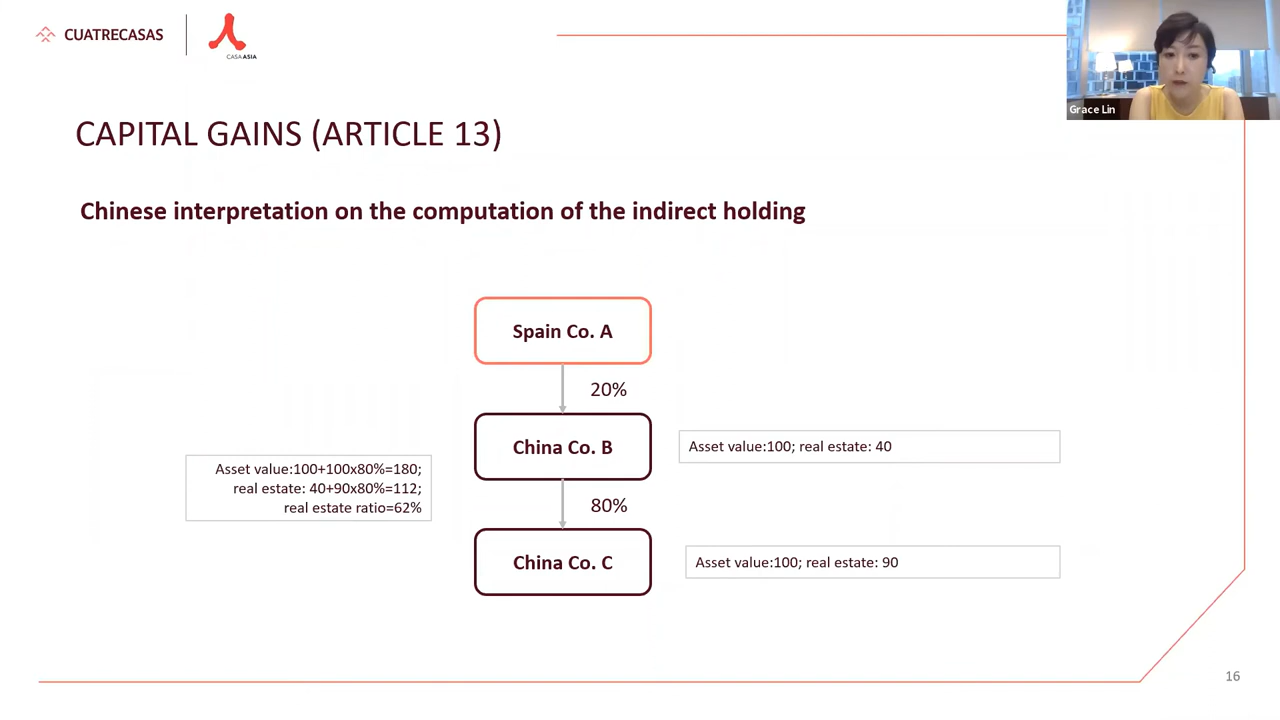 CUATRECASAS
CASAASIA
Grace Lin
CAPITAL GAINS (ARTICLE 13)
Chinese interpretation on the computation of the indirect holding
Spain Co. A
20%
China Co. B
Asset value:100; real estate: 40
Asset value:100+100x80%=180;
real estate: 40+90x80%=112;
real estate ratio=62%
80%
China Co. C
Asset value:100; real estate: 90
16